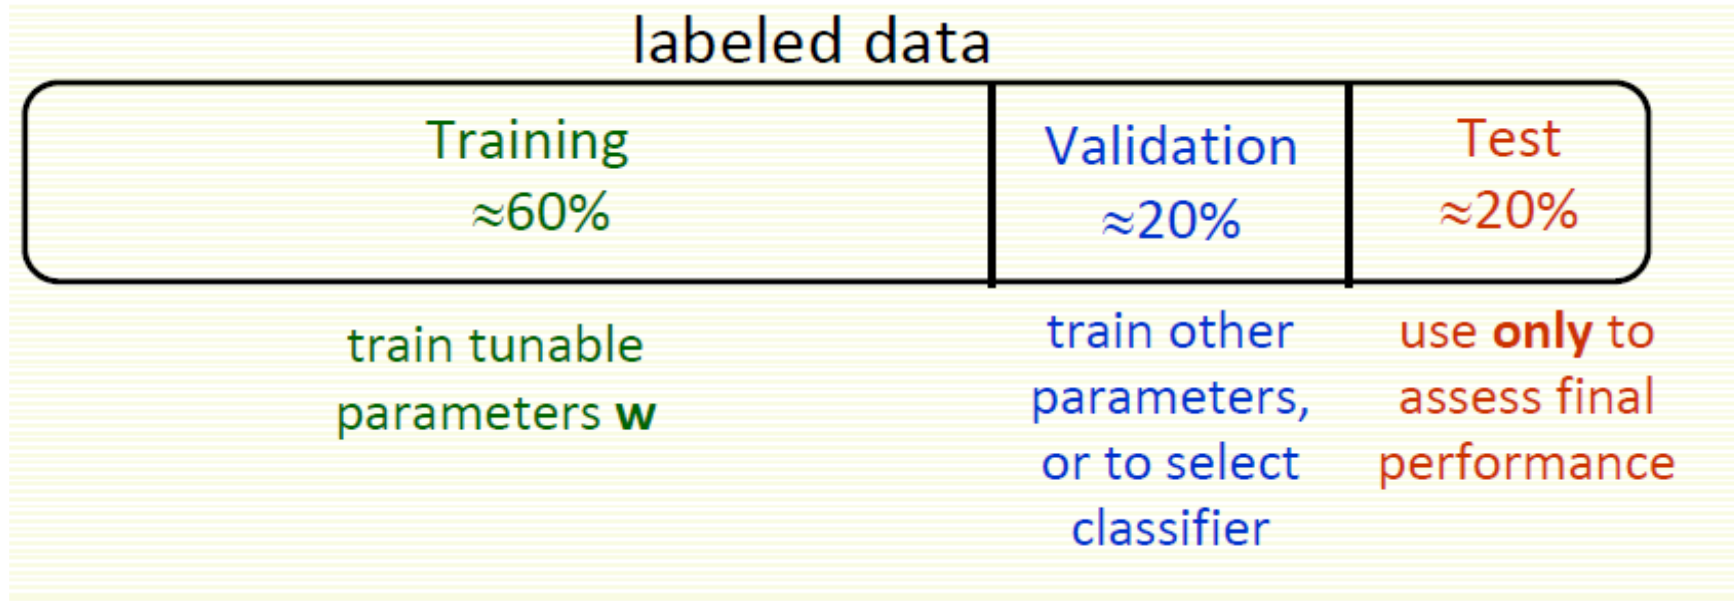 labeled data
Training
≈60%
Validation
≈20%
Test
≈20%
train tunable
parameters w
train other
parameters,
or to select
classifier
use only to
assess final
performance